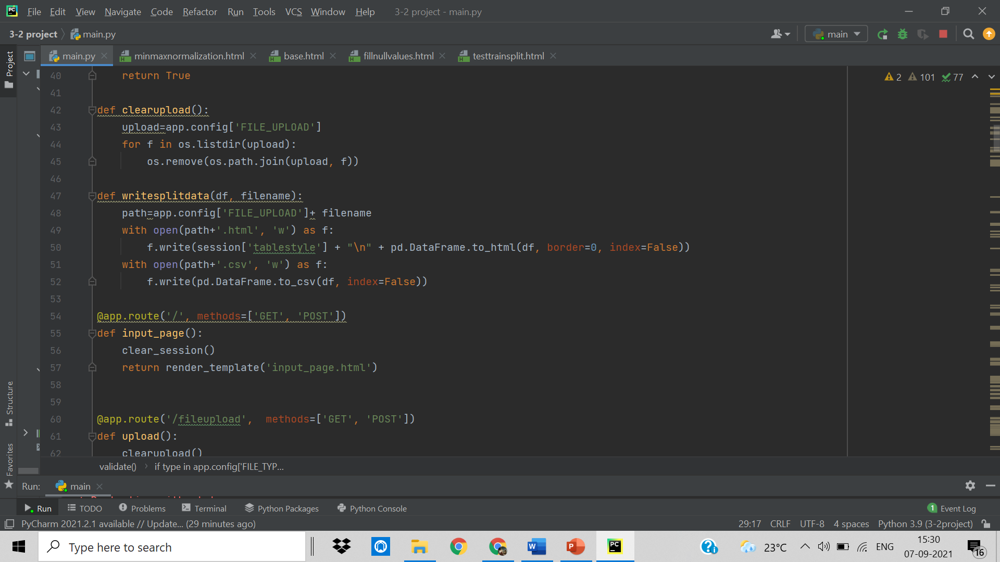 PC File Edit View Navigate Code Refactor Run Tools VCS Window Help 3-2 project - main.py
3-2 project main.py main
Project
main.py minmaxnormalization.html base.html fillnullvalues.html testtrainsplit.html
2 101 77
40     return True
41
42 def clearupload():
43     upload=app.config['FILE_UPLOAD']
44     for f in os.listdir(upload):
45         os.remove(os.path.join(upload, f))
46
47 def writesplitdata(df, filename):
48     path=app.config['FILE_UPLOAD']+ filename
49     with open(path+'.html', 'w') as f:
50         f.write(session['tablestyle'] + "\n" + pd.DataFrame.to_html(df, border=0, index=False))
51     with open(path+'.csv', 'w') as f:
52         f.write(pd.DataFrame.to_csv(df, index=False))
53
54 @app.route('/', methods=['GET', 'POST'])
55 def input_page():
56     clear_session()
57     return render_template('input_page.html')
58
59
60 @app.route('/fileupload',  methods=['GET', 'POST'])
61 def upload():
62     clearupload()
Structure
Favorites
validate() if type in app.config['FILE_TYP...
Run: main
Run TODO Problems Terminal Python Packages Python Console 1 Event Log
PyCharm 2021.2.1 available // Update... (29 minutes ago) 29:17 CRLF UTF-8 4 spaces Python 3.9 (3-2project)
Type here to search W P PC 23°C ENG 15:30
07-09-2021 16